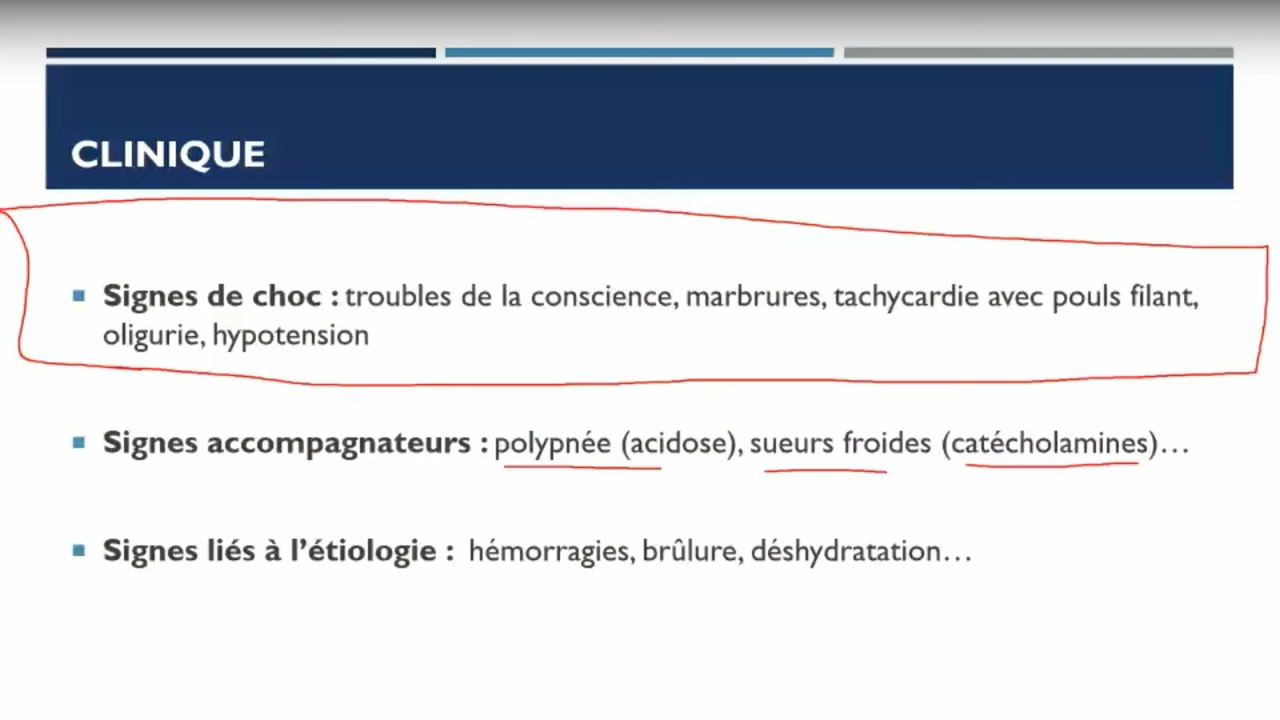 CLINIQUE
Signes de choc : troubles de la conscience, marbrures, tachycardie avec pouls filant,
oligurie, hypotension
Signes accompagnateurs : polypnée (acidose), sueurs froides (catécholamines)…
Signes liés à l’étiologie : hémorragies, brûlure, déshydratation…